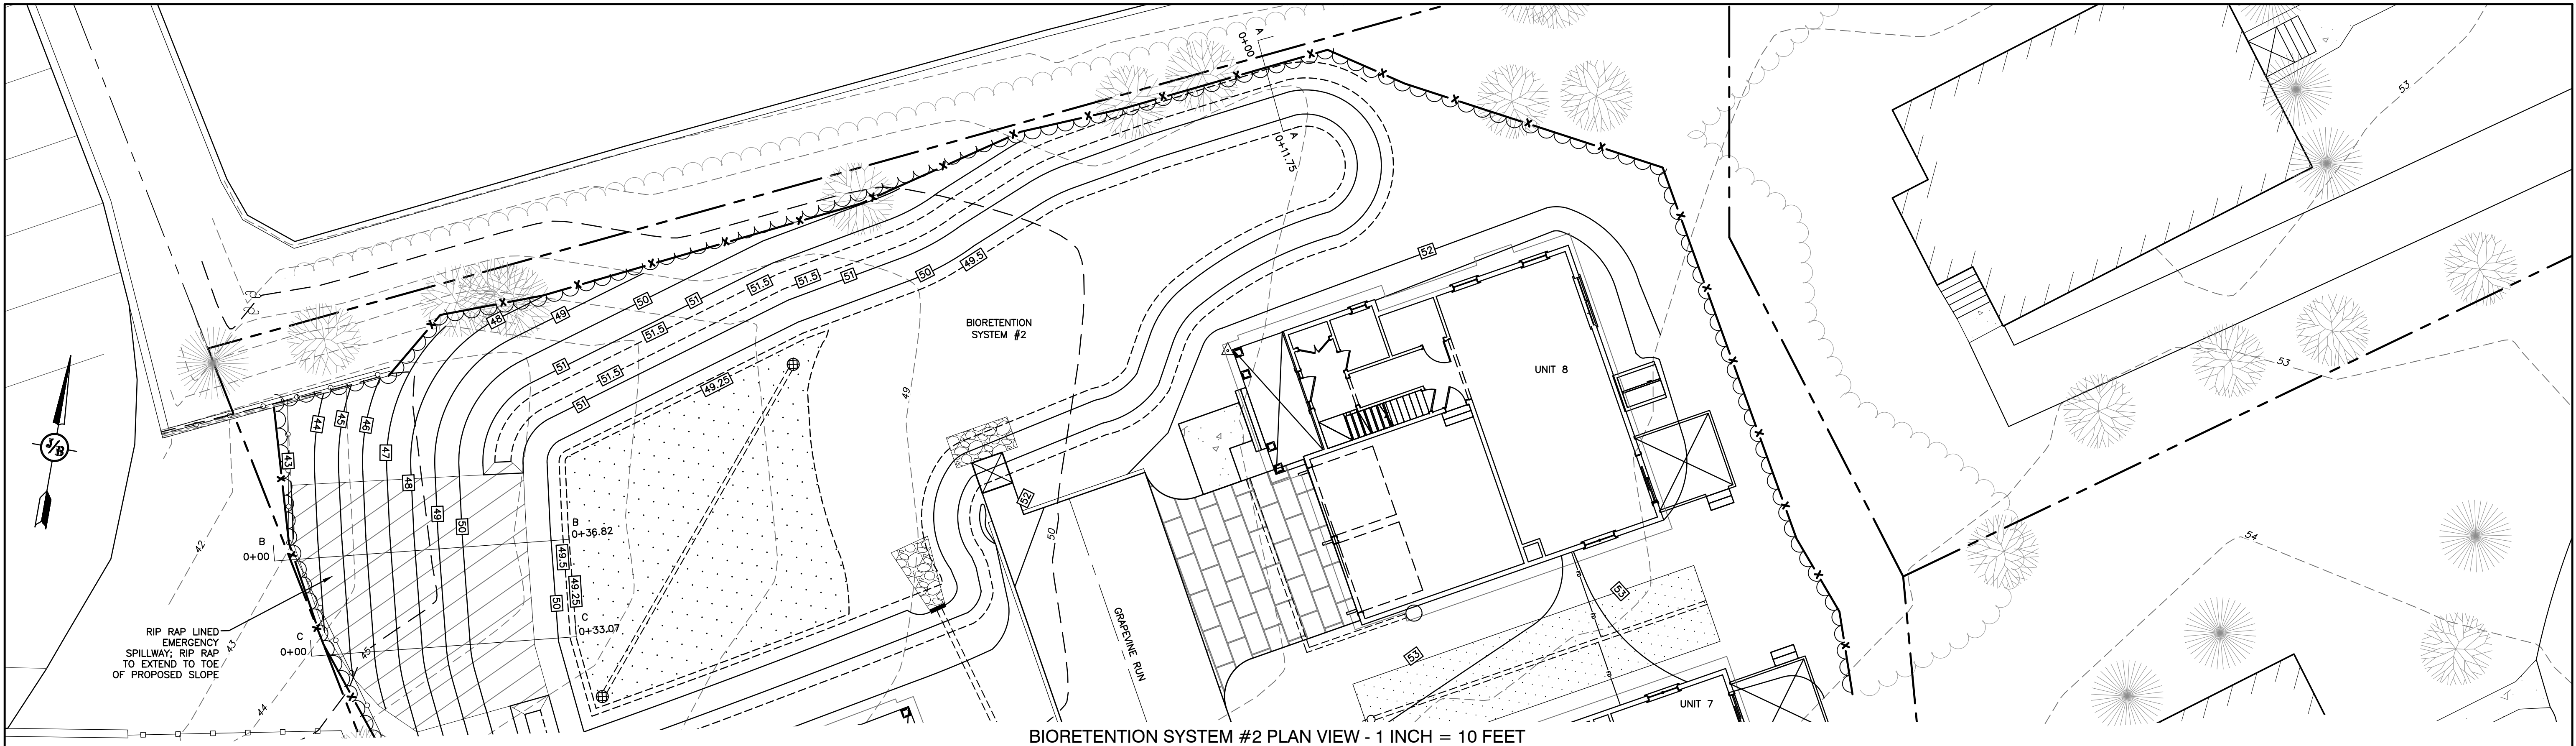 A
0+00
53
A
0+11.75
52
51.5
51.5
51
50
49.5
51
50
49
48
51.5
51
51.5
51
BIORETENTION
SYSTEM #2
UNIT 8
53
49.25
49
44
45
46
47
48
49
50
43
J/B
52
50
B
0+36.82
B
0+00
42
49.5
49.25
50
54
53
GRAPEVINE RUN
C
0+33.07
C
0+00
RIP RAP LINED
EMERGENCY
SPILLWAY; RIP RAP
TO EXTEND TO TOE
OF PROPOSED SLOPE
43
45
44
53
UNIT 7
BIORETENTION SYSTEM #2 PLAN VIEW - 1 INCH = 10 FEET